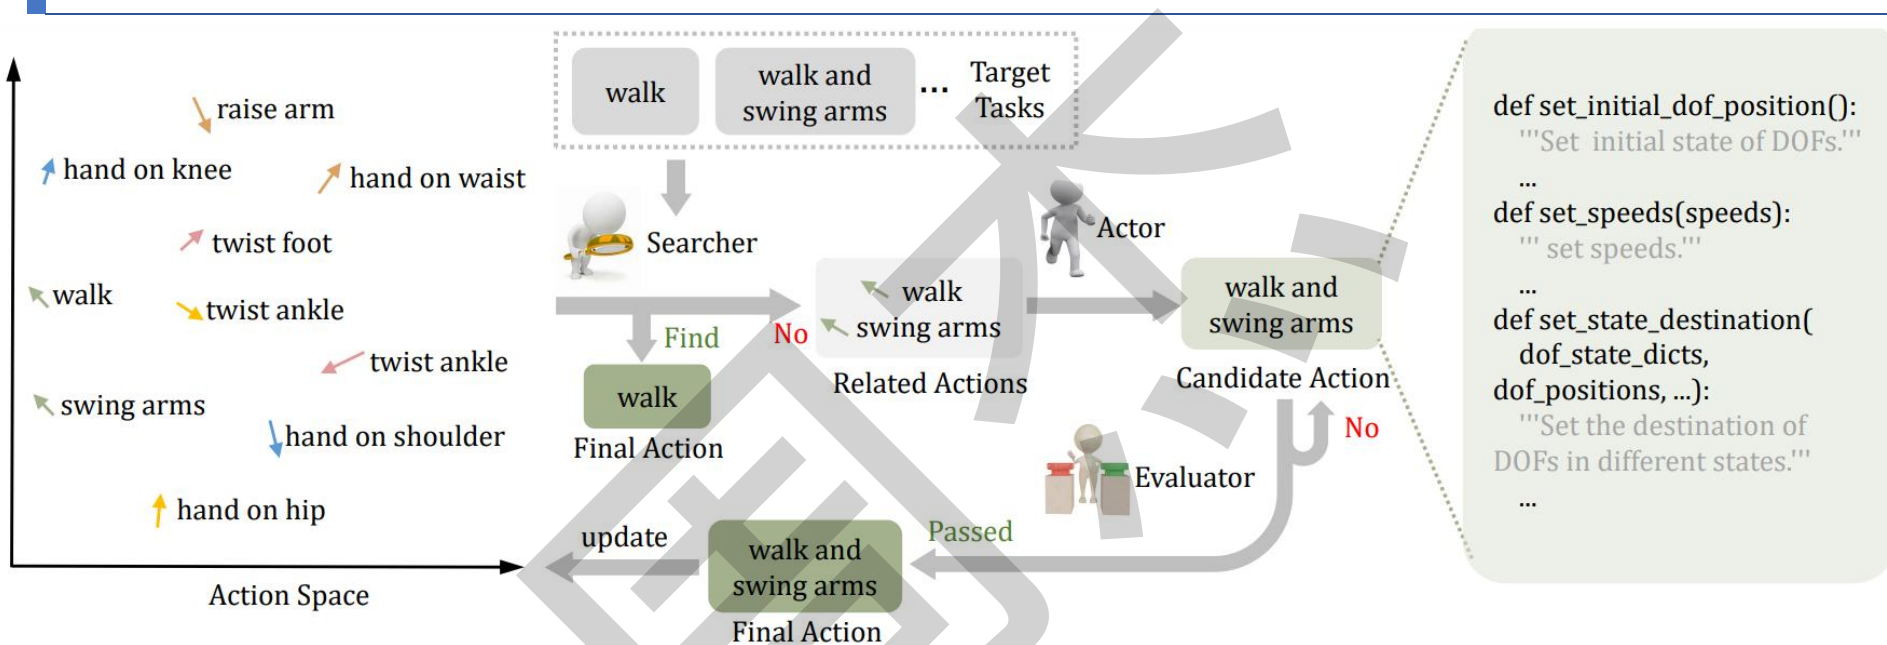 raise arm
hand on knee
hand on waist
twist foot
walk
twist ankle
twist ankle
swing arms
hand on shoulder
hand on hip
Action Space
walk
walk and
swing arms
...
Target
Tasks
Searcher
Find
No
walk
Final Action
walk
swing arms
Related Actions
Actor
walk and
swing arms
Candidate Action
No
Evaluator
Passed
walk and
swing arms
Final Action
update
def set_initial_dof_position():
'''Set initial state of DOFs.'''
...
def set_speeds(speeds):
''' set speeds.'''
...
def set_state_destination(
dof_state_dicts,
dof_positions, ...):
'''Set the destination of
DOFs in different states.'''
...